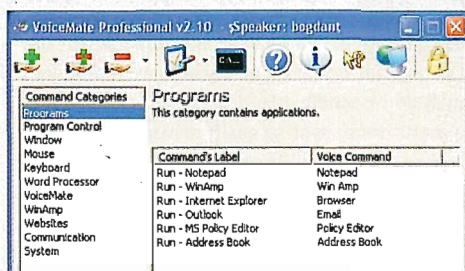 VoiceMate Professional v2.10 - $Speaker: bogdant
Command Categories
Programs
Program Control
Window
Mouse
Keyboard
Word Processor
VoiceMate
WinAmp
Websites
Communication
System
Programs
This category contains applications.
Command's Label Voice Command
Run - Notepad Notepad
Run - WinAmp Win Amp
Run - Internet Explorer Browser
Run - Outlook Email
Run - MS Policy Editor Policy Editor
Run - Address Book Address Book